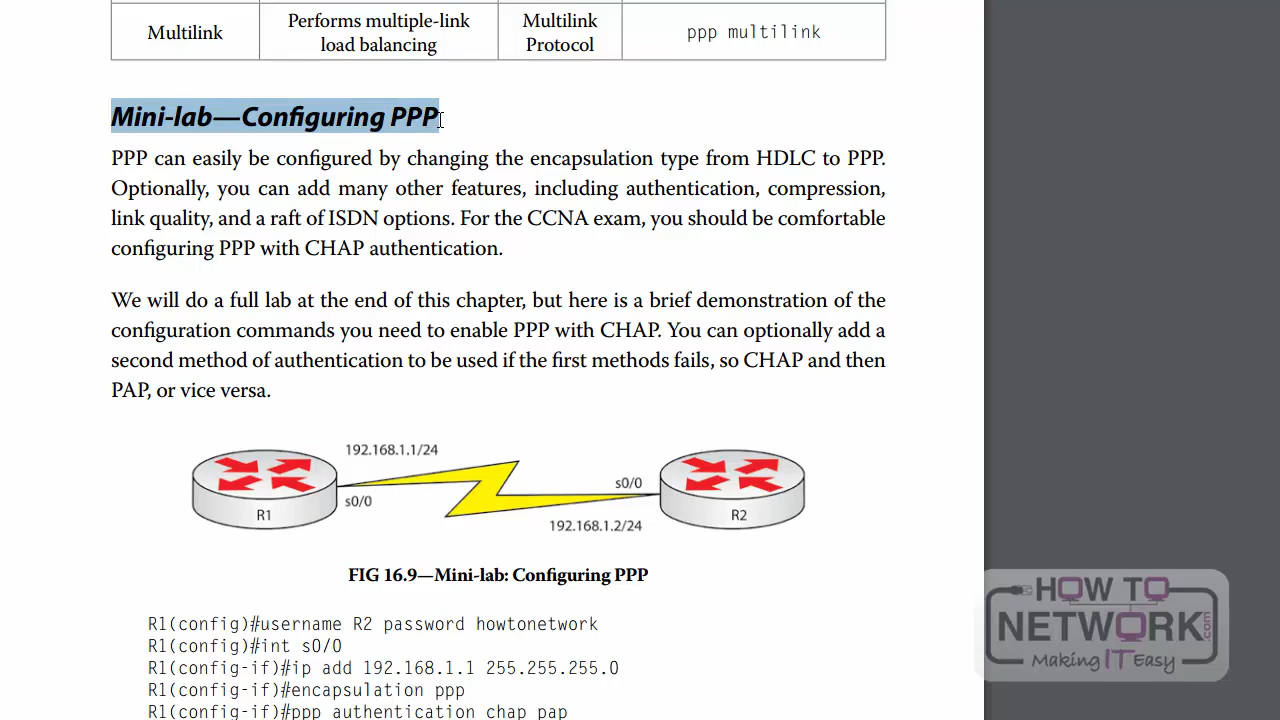 Multilink
Performs multiple-link
load balancing
Multilink
Protocol
ppp multilink
Mini-lab—Configuring PPP
PPP can easily be configured by changing the encapsulation type from HDLC to PPP.
Optionally, you can add many other features, including authentication, compression,
link quality, and a raft of ISDN options. For the CCNA exam, you should be comfortable
configuring PPP with CHAP authentication.
We will do a full lab at the end of this chapter, but here is a brief demonstration of the
configuration commands you need to enable PPP with CHAP. You can optionally add a
second method of authentication to be used if the first methods fails, so CHAP and then
PAP, or vice versa.
192.168.1.1/24
s0/0
s0/0
R1
R2
192.168.1.2/24
FIG 16.9—Mini-lab: Configuring PPP
R1(config)#username R2 password howtonetwork
R1(config)#int s0/0
R1(config-if)#ip add 192.168.1.1 255.255.255.0
R1(config-if)#encapsulation ppp
R1(config-if)#ppp authentication chap pap
HOW TO
NETWORK.com
Making IT Easy